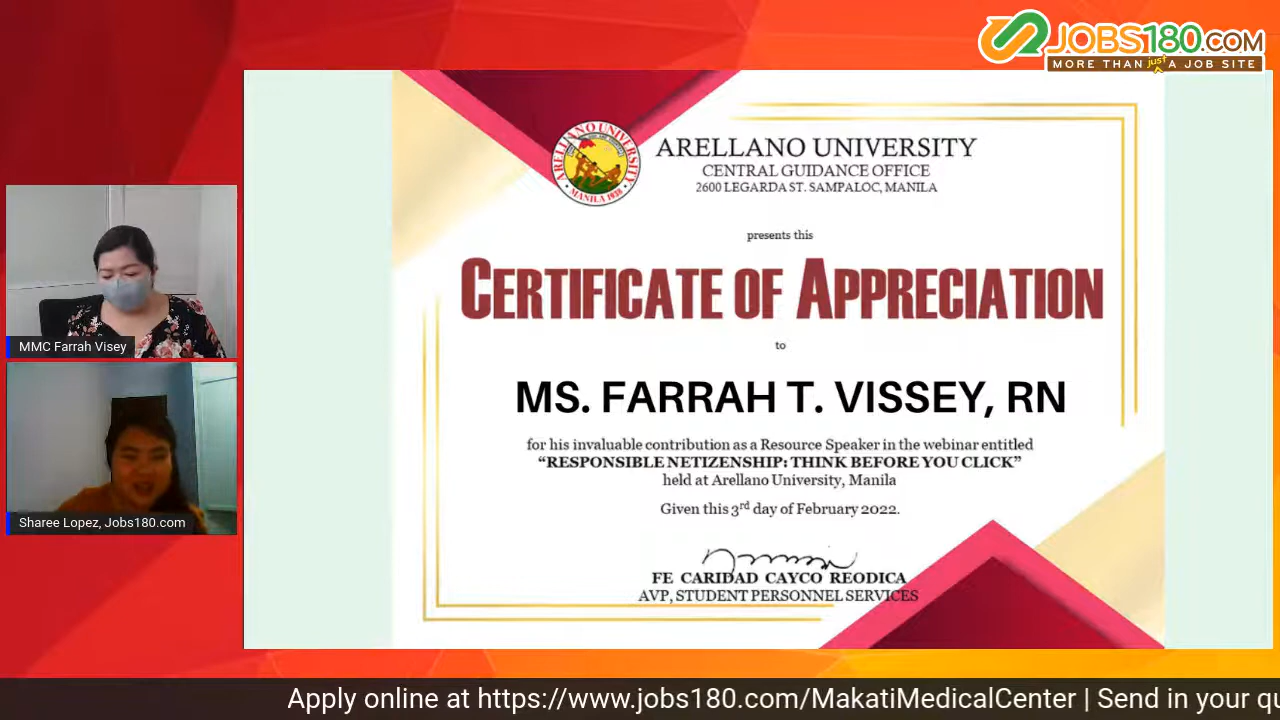 JOBS180.COM
MORE THAN just A JOB SITE
ARELLANO UNIVERSITY
MANILA 1938
ARELLANO UNIVERSITY
CENTRAL GUIDANCE OFFICE
2600 LEGARDA ST. SAMPALOC, MANILA
presents this
CERTIFICATE OF APPRECIATION
to
MS. FARRAH T. VISSEY, RN
for his invaluable contribution as a Resource Speaker in the webinar entitled
“RESPONSIBLE NETIZENSHIP: THINK BEFORE YOU CLICK”
held at Arellano University, Manila
Given this 3rd day of February 2022.
FE CARIDAD CAYCO REODICA
AVP, STUDENT PERSONNEL SERVICES
MMC Farrah Visey
Sharee Lopez, Jobs180.com
Apply online at https://www.jobs180.com/MakatiMedicalCenter | Send in your qu